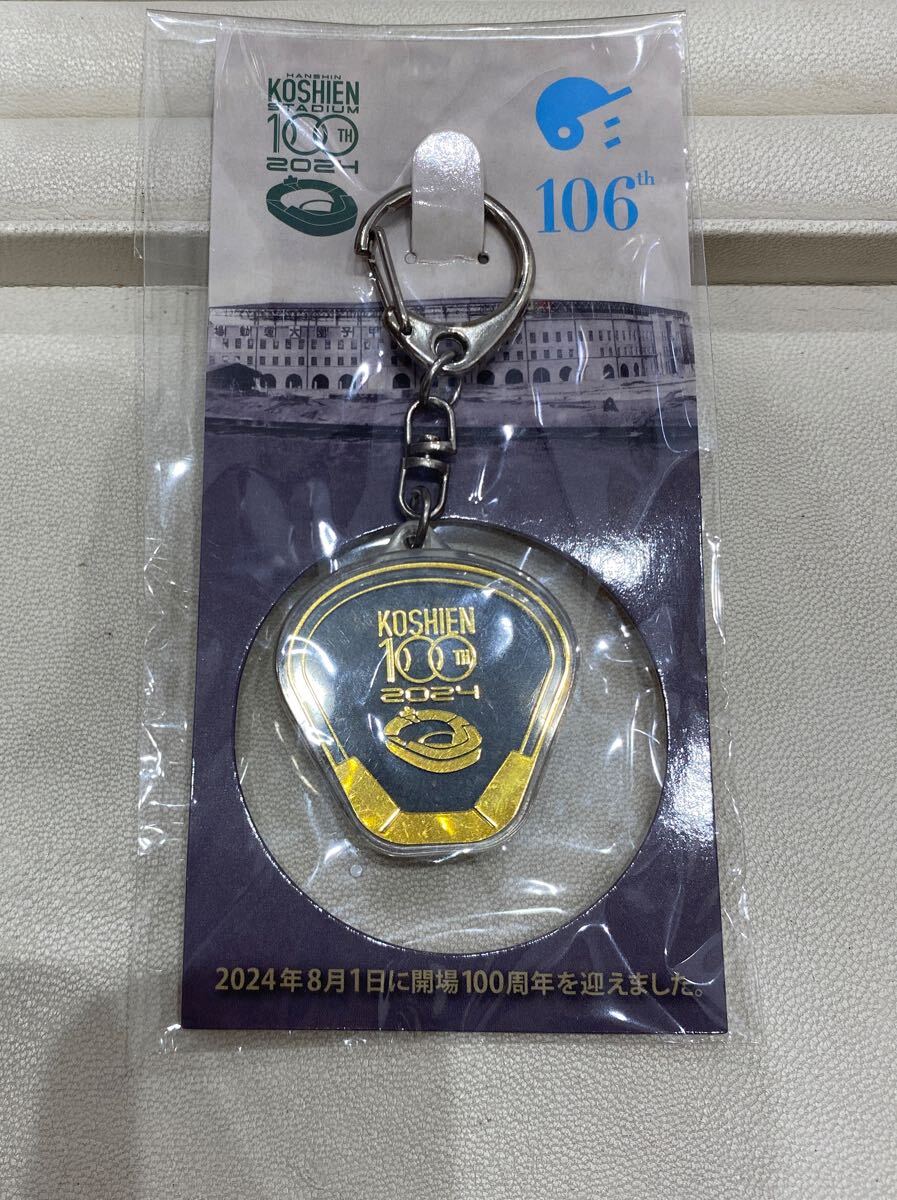 HANSHIN
KOSHIEN
STADIUM
100TH
2024
106th
場動運大園子甲
KOSHIEN
100TH
2024
2024年8月1日に開場100周年を迎えました。